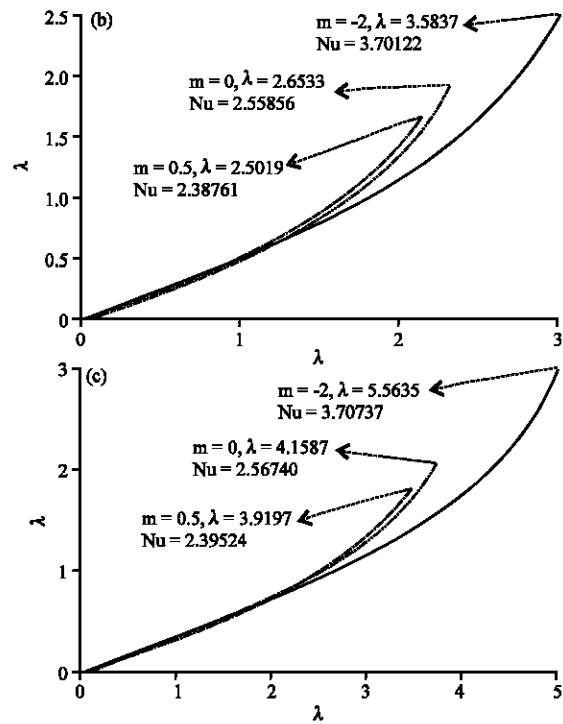 (b)
2.5
2.0
1.5
1.0
0.5
0
λ
m = -2, λ = 3.5837
Nu = 3.70122
m = 0, λ = 2.6533
Nu = 2.55856
m = 0.5, λ = 2.5019
Nu = 2.38761
0 1 2 3
λ
(c)
3
2
1
0
λ
m = -2, λ = 5.5635
Nu = 3.70737
m = 0, λ = 4.1587
Nu = 2.56740
m = 0.5, λ = 3.9197
Nu = 2.39524
0 1 2 3 4 5
λ